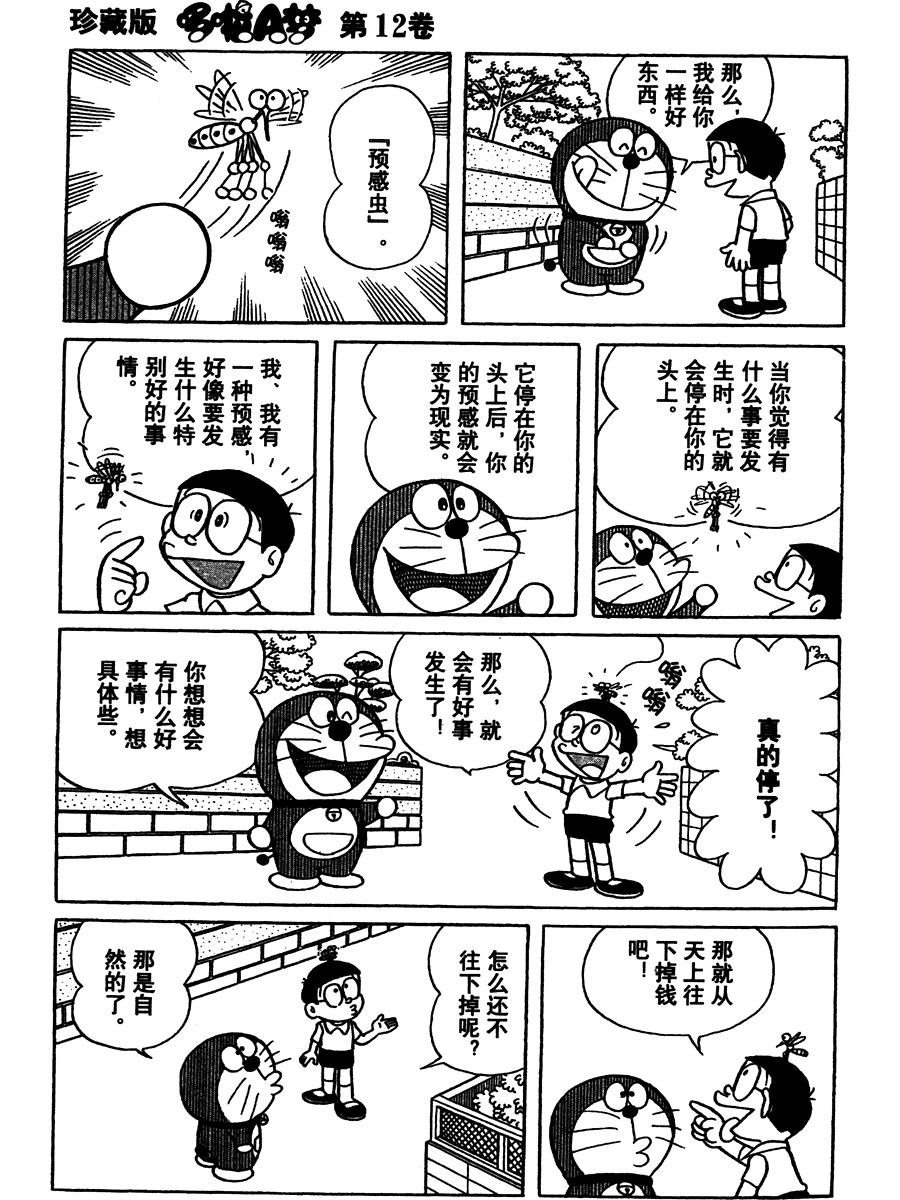 珍藏版 哆啦A梦 第12卷
那么，
我给你
一样好
东西。
『预感虫』。
嗡嗡嗡
当你觉得有
什么事要发
生时，它就
会停在你的
头上。
它停在你的
头上后，你
的预感就会
变为现实。
我、我有
一种预感，
好像要发
生什么特
别好的事
情。
真的停了！
嗡嗡
那么，就
会有好事
发生了！
你想想会
有什么好
事情，想
具体些。
那就从
天上往
下掉钱
吧！
怎么还不
往下掉呢？
那是自
然的了。